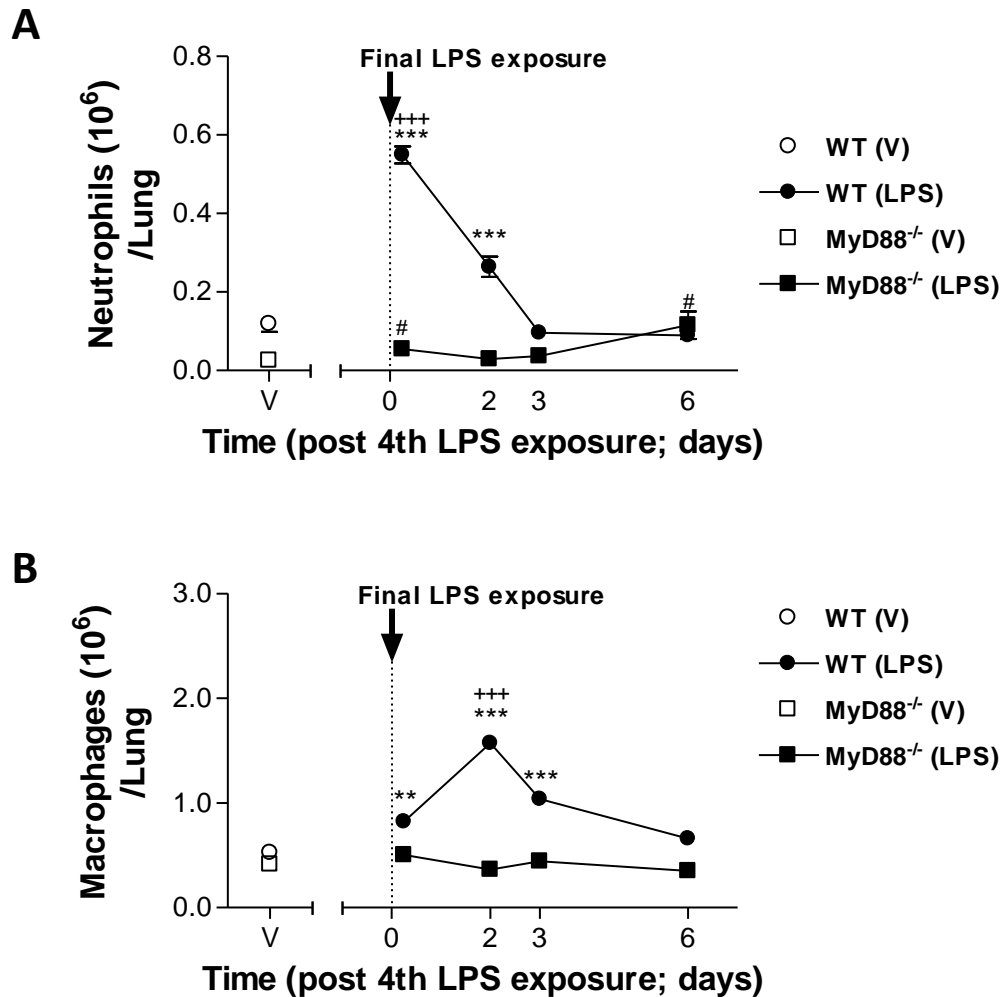 A
Final LPS exposure
Neutrophils (10⁶)
/Lung
0.8
0.6
0.4
0.2
0.0
+++
***
***
#
#
V
0
2
3
6
Time (post 4th LPS exposure; days)
WT (V)
WT (LPS)
MyD88⁻/⁻ (V)
MyD88⁻/⁻ (LPS)
B
Final LPS exposure
Macrophages (10⁶)
/Lung
3.0
2.0
1.0
0.0
**
+++
***
***
V
0
2
3
6
Time (post 4th LPS exposure; days)
WT (V)
WT (LPS)
MyD88⁻/⁻ (V)
MyD88⁻/⁻ (LPS)